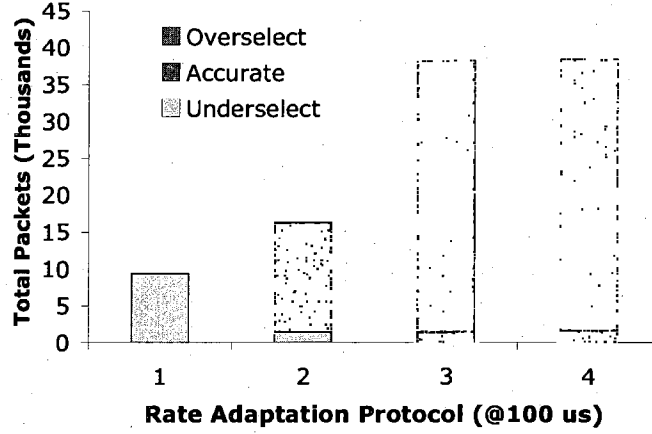 Total Packets (Thousands)
45
40
35
30
25
20
15
10
5
0
Overselect
Accurate
Underselect
1 2 3 4
Rate Adaptation Protocol (@100 us)